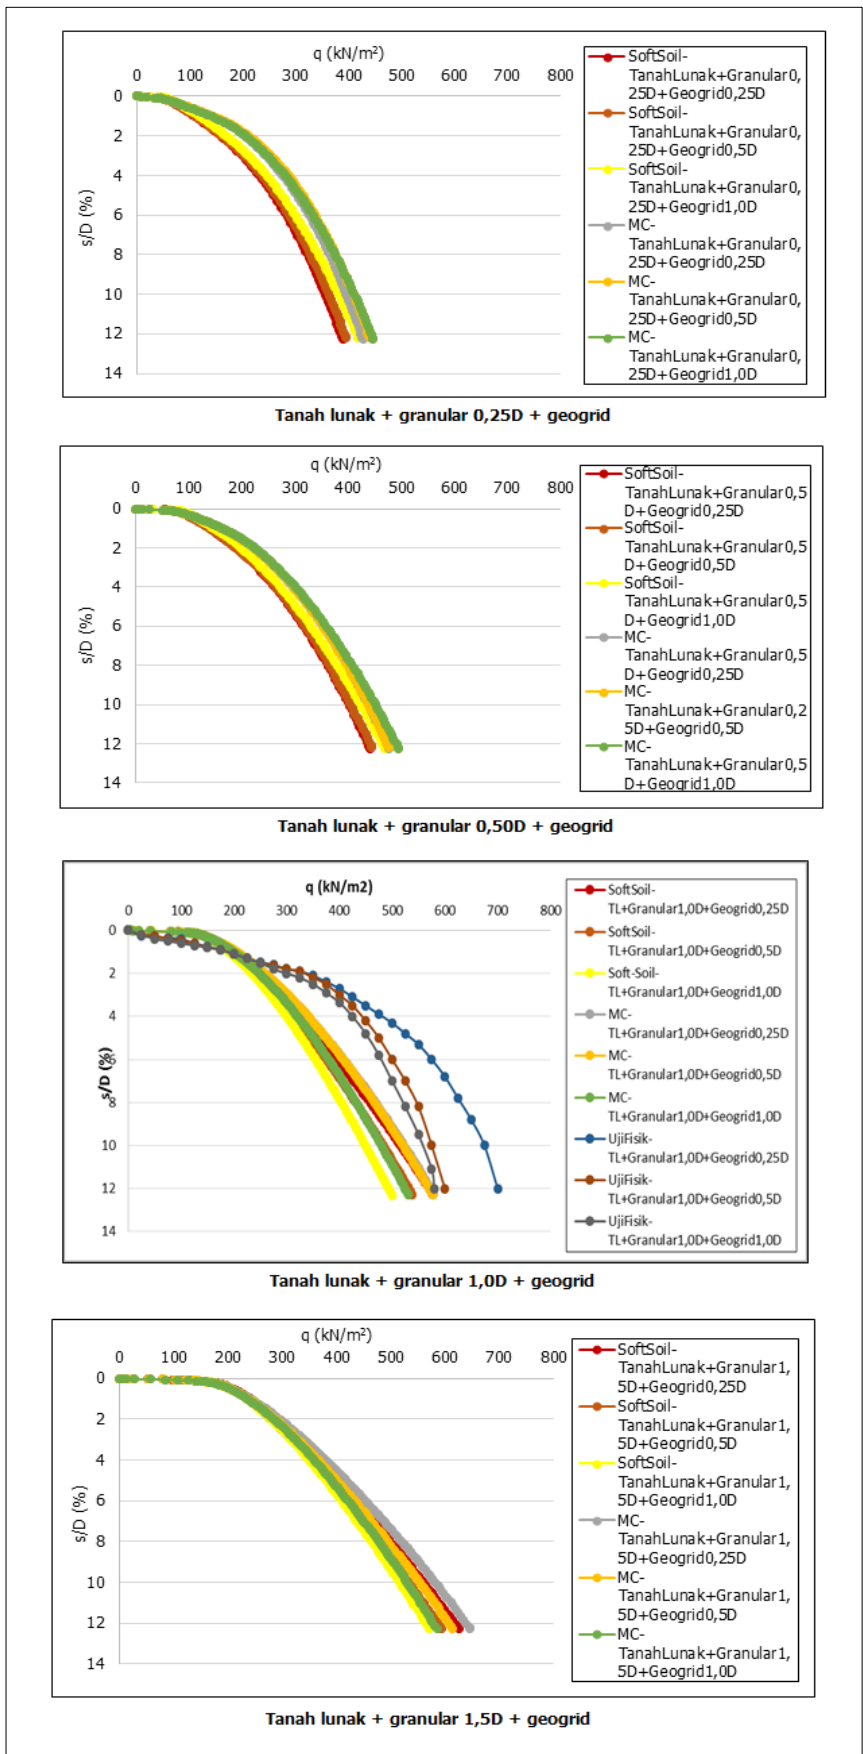 q (kN/m²)
0 100 200 300 400 500 600 700 800
0
2
4
6
8
10
12
14
s/D (%)
SoftSoil-
TanahLunak+Granular0,
25D+Geogrid0,25D
SoftSoil-
TanahLunak+Granular0,
25D+Geogrid0,5D
SoftSoil-
TanahLunak+Granular0,
25D+Geogrid1,0D
MC-
TanahLunak+Granular0,
25D+Geogrid0,25D
MC-
TanahLunak+Granular0,
25D+Geogrid0,5D
MC-
TanahLunak+Granular0,
25D+Geogrid1,0D
Tanah lunak + granular 0,25D + geogrid
q (kN/m²)
0 100 200 300 400 500 600 700 800
0
2
4
6
8
10
12
14
s/D (%)
SoftSoil-
TanahLunak+Granular0,5
D+Geogrid0,25D
SoftSoil-
TanahLunak+Granular0,5
D+Geogrid0,5D
SoftSoil-
TanahLunak+Granular0,5
D+Geogrid1,0D
MC-
TanahLunak+Granular0,5
D+Geogrid0,25D
MC-
TanahLunak+Granular0,2
5D+Geogrid0,5D
MC-
TanahLunak+Granular0,5
D+Geogrid1,0D
Tanah lunak + granular 0,50D + geogrid
q (kN/m2)
0 100 200 300 400 500 600 700 800
0
2
4
6
8
10
12
14
s/D (%)
SoftSoil-
TL+Granular1,0D+Geogrid0,25D
SoftSoil-
TL+Granular1,0D+Geogrid0,5D
Soft-Soil-
TL+Granular1,0D+Geogrid1,0D
MC-
TL+Granular1,0D+Geogrid0,25D
MC-
TL+Granular1,0D+Geogrid0,5D
MC-
TL+Granular1,0D+Geogrid1,0D
UjiFisik-
TL+Granular1,0D+Geogrid0,25D
UjiFisik-
TL+Granular1,0D+Geogrid0,5D
UjiFisik-
TL+Granular1,0D+Geogrid1,0D
Tanah lunak + granular 1,0D + geogrid
q (kN/m²)
0 100 200 300 400 500 600 700 800
0
2
4
6
8
10
12
14
s/D (%)
SoftSoil-
TanahLunak+Granular1,
5D+Geogrid0,25D
SoftSoil-
TanahLunak+Granular1,
5D+Geogrid0,5D
SoftSoil-
TanahLunak+Granular1,
5D+Geogrid1,0D
MC-
TanahLunak+Granular1,
5D+Geogrid0,25D
MC-
TanahLunak+Granular1,
5D+Geogrid0,5D
MC-
TanahLunak+Granular1,
5D+Geogrid1,0D
Tanah lunak + granular 1,5D + geogrid